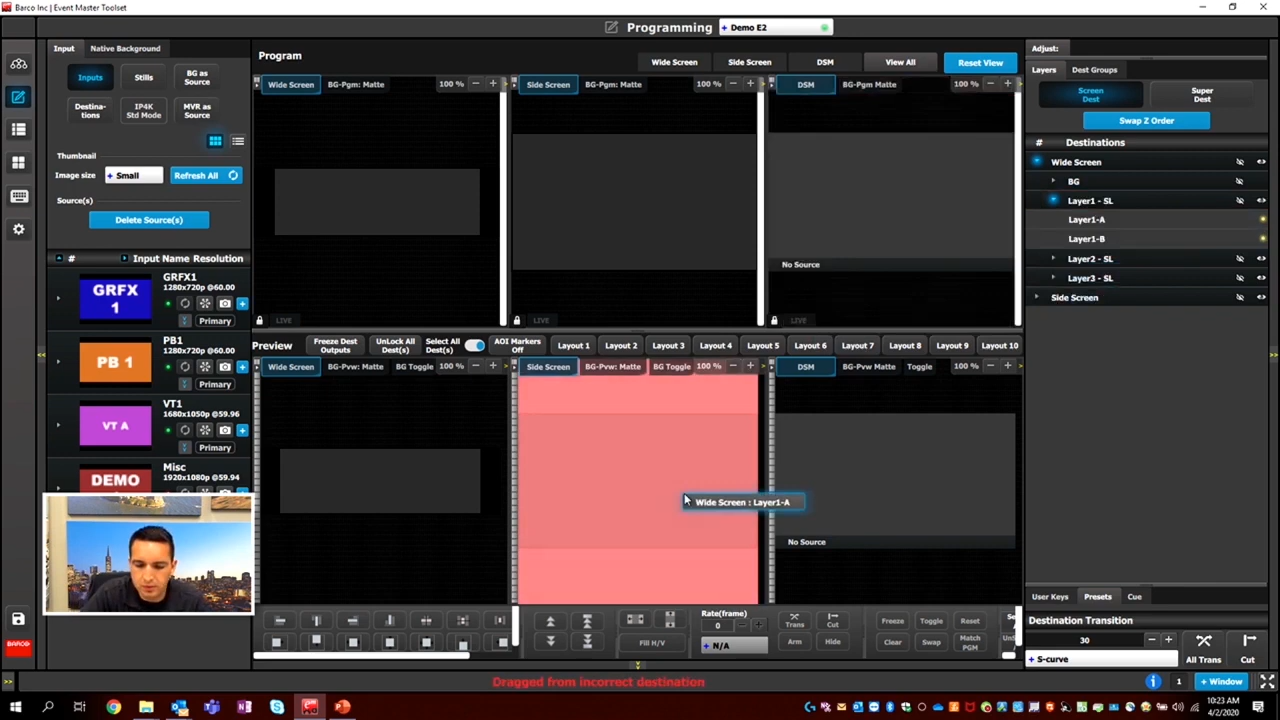 Barco Inc | Event Master Toolset
Programming
+ Demo E2
Input
Native Background
Inputs
Stills
BG as
Source
Destina-
tions
IP4K
Std Mode
MVR as
Source
Thumbnail
Image size:
+ Small
Refresh All
Source(s)
Delete Source(s)
#
Input Name Resolution
GRFX
1
GRFX1
1280x720p @60.00
Primary
PB 1
PB1
1280x720p @60.00
Primary
VT A
VT1
1680x1050p @59.96
Primary
DEMO
Misc
1920x1080p @59.94
Program
Wide Screen
Side Screen
DSM
View All
Reset View
Wide Screen
BG-Pgm: Matte
100 %
Side Screen
BG-Pgm: Matte
100 %
DSM
BG-Pgm Matte
100 %
No Source
LIVE
LIVE
LIVE
Preview
Freeze Dest
Outputs
UnLock All
Dest(s)
Select All
Dest(s)
AOI Markers
Off
Layout 1
Layout 2
Layout 3
Layout 4
Layout 5
Layout 6
Layout 7
Layout 8
Layout 9
Layout 10
Wide Screen
BG-Pvw: Matte
BG Toggle
100 %
Side Screen
BG-Pvw: Matte
BG Toggle
100 %
DSM
BG-Pvw Matte
Toggle
100 %
Wide Screen : Layer1-A
No Source
Fill H/V
Rate(frame)
0
+ N/A
Trans
Cut
Arm
Hide
Freeze
Toggle
Reset
Clear
Swap
Match
PGM
Adjust:
Layers
Dest Groups
Screen
Dest
Super
Dest
Swap Z Order
#
Destinations
Wide Screen
BG
Layer1 - SL
Layer1-A
Layer1-B
Layer2 - SL
Layer3 - SL
Side Screen
User Keys
Presets
Cue
Destination Transition
30
+ S-curve
All Trans
Cut
BARCO
Dragged from incorrect destination
1
+ Window
10:23 AM
4/2/2020